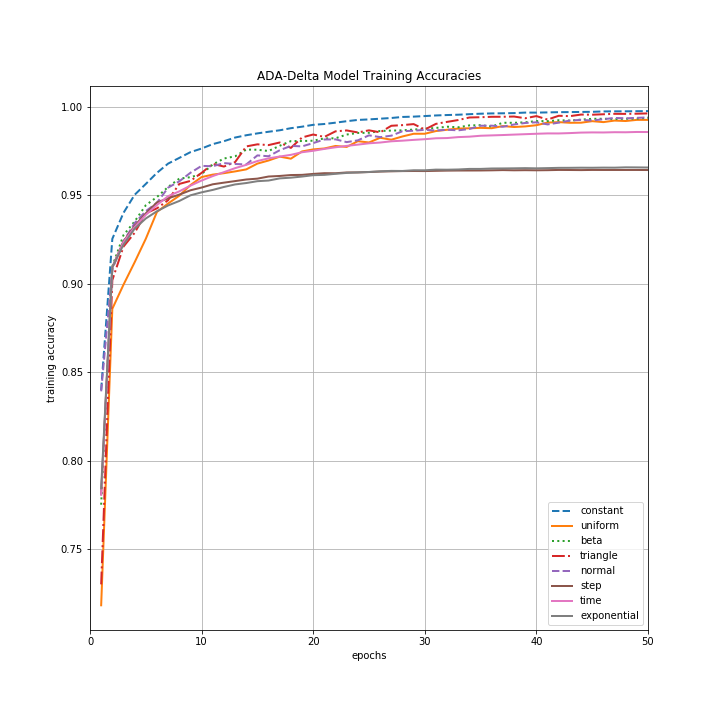 ADA-Delta Model Training Accuracies
training accuracy
1.00
0.95
0.90
0.85
0.80
0.75
0
10
20
30
40
50
epochs
constant
uniform
beta
triangle
normal
step
time
exponential